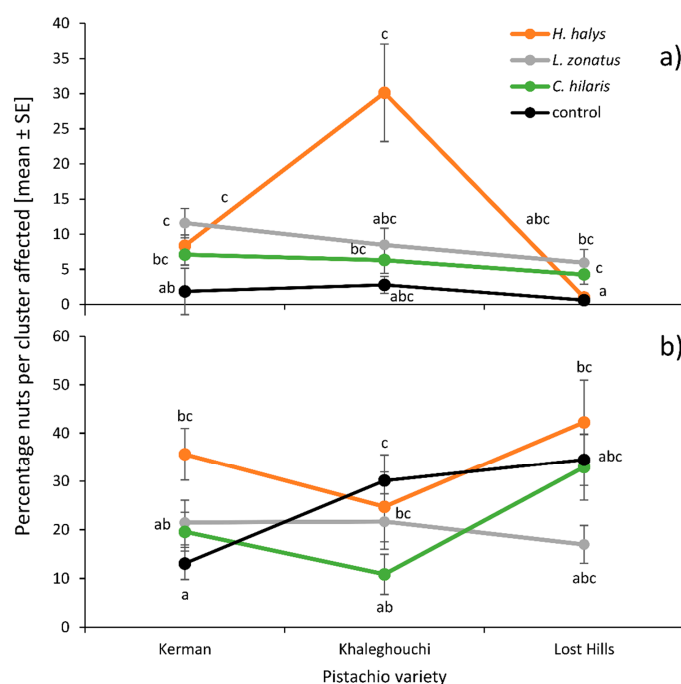 Percentage nuts per cluster affected [mean ± SE]
40
35
30
25
20
15
10
5
0
H. halys
L. zonatus
C. hilaris
control
a)
c
c
abc
c
abc
bc
bc
bc
c
ab
abc
a
60
50
40
30
20
10
0
b)
bc
c
bc
abc
ab
bc
a
ab
abc
Kerman
Khaleghouchi
Lost Hills
Pistachio variety